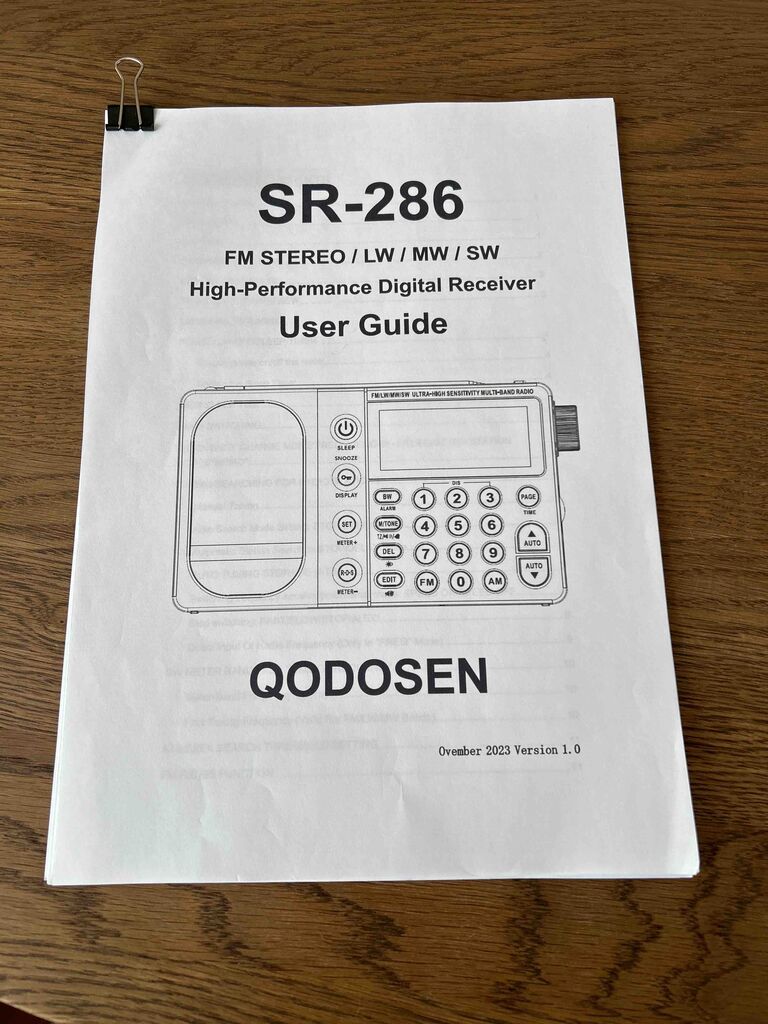 SR-286
FM STEREO / LW / MW / SW
High-Performance Digital Receiver
User Guide
FM/LW/MW/SW ULTRA-HIGH SENSITIVITY MULTI-BAND RADIO
SLEEP
SNOOZE
DISPLAY
SET
METER+
R·D·S
METER-
DIS
BW
1
2
3
PAGE
ALARM
TIME
M/TONE
4
5
6
AUTO
DEL
7
8
9
AUTO
EDIT
FM
0
AM
QODOSEN
Ovember 2023 Version 1.0